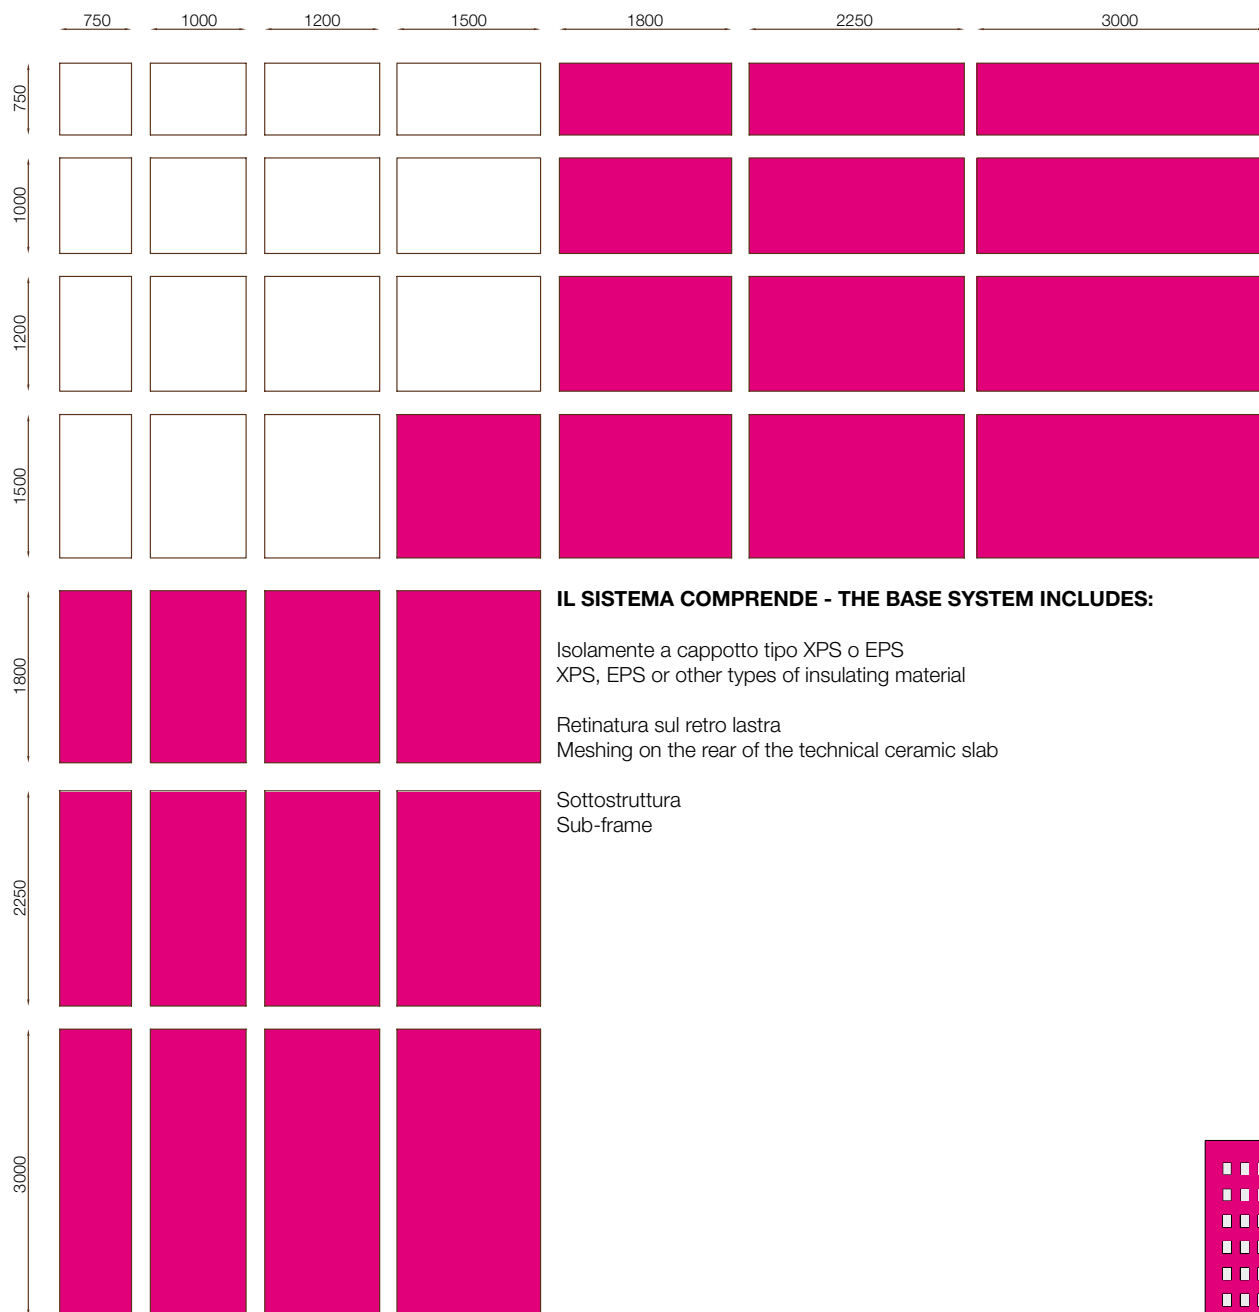 750 1000 1200 1500 1800 2250 3000
750
1000
1200
1500
1800
2250
3000
IL SISTEMA COMPRENDE - THE BASE SYSTEM INCLUDES:
Isolamente a cappotto tipo XPS o EPS
XPS, EPS or other types of insulating material
Retinatura sul retro lastra
Meshing on the rear of the technical ceramic slab
Sottostruttura
Sub-frame